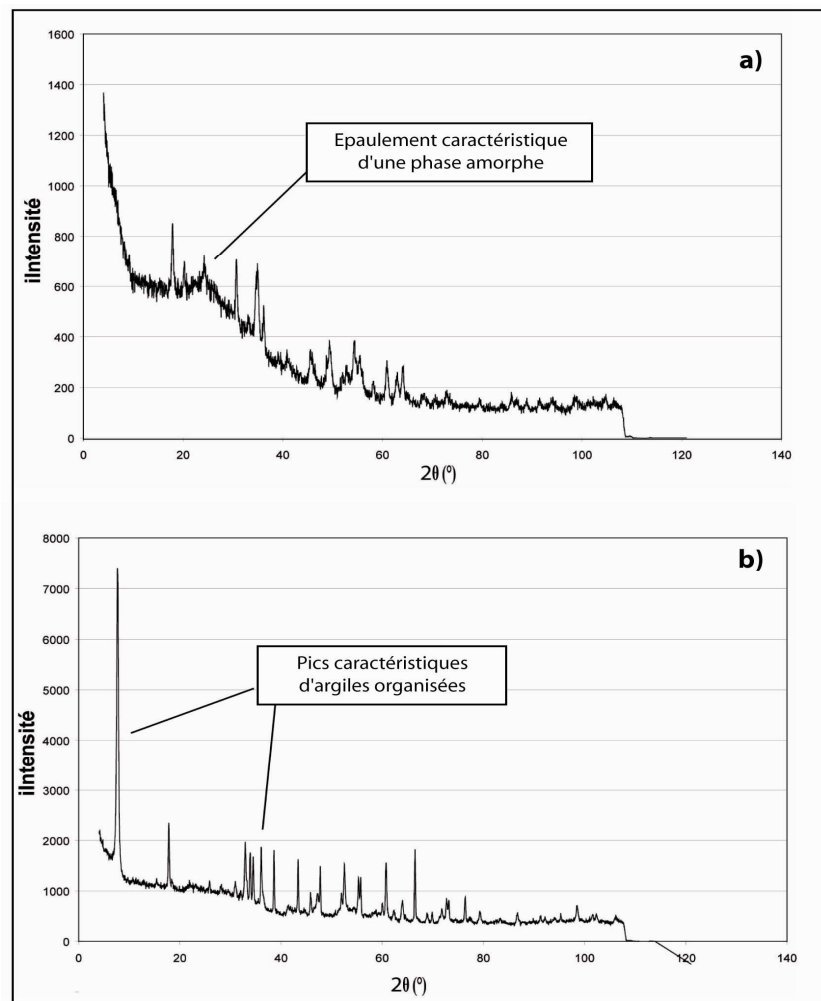 a)
1600
1400
1200
1000
800
600
400
200
0
iIntensité
Epaulement caractéristique
d'une phase amorphe
0 20 40 60 80 100 120 140
2θ(°)
b)
8000
7000
6000
5000
4000
3000
2000
1000
0
iIntensité
Pics caractéristiques
d'argiles organisées
0 20 40 60 80 100 120 140
2θ(°)